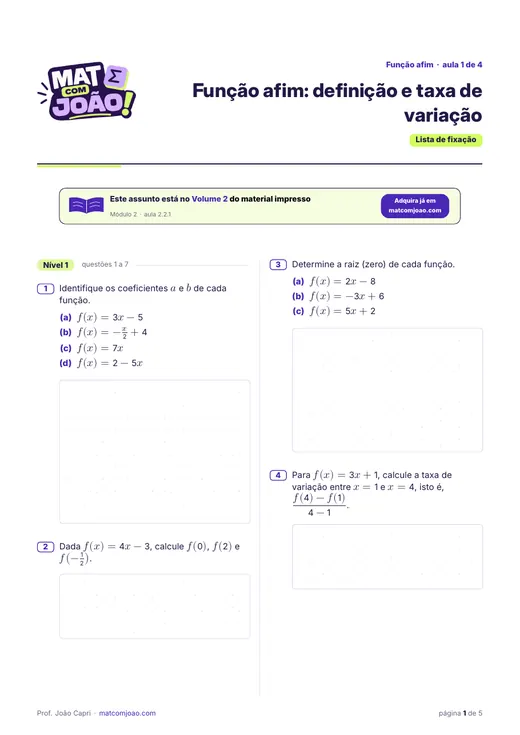 MAT
COM
JOÃO!
Função afim · aula 1 de 4
Função afim: definição e taxa de
variação
Lista de fixação
Este assunto está no Volume 2 do material impresso
Módulo 2 · aula 2.2.1
Adquira já em
matcomjoao.com
Nível 1 questões 1 a 7
1 Identifique os coeficientes a e b de cada
função.
(a) f(x) = 3x − 5
(b) f(x) = −x/2 + 4
(c) f(x) = 7x
(d) f(x) = 2 − 5x
2 Dada f(x) = 4x − 3, calcule f(0), f(2) e
f(−1/2).
3 Determine a raiz (zero) de cada função.
(a) f(x) = 2x − 8
(b) f(x) = −3x + 6
(c) f(x) = 5x + 2
4 Para f(x) = 3x + 1, calcule a taxa de
variação entre x = 1 e x = 4, isto é,
f(4) − f(1)
4 − 1 .
Prof. João Capri · matcomjoao.com
página 1 de 5